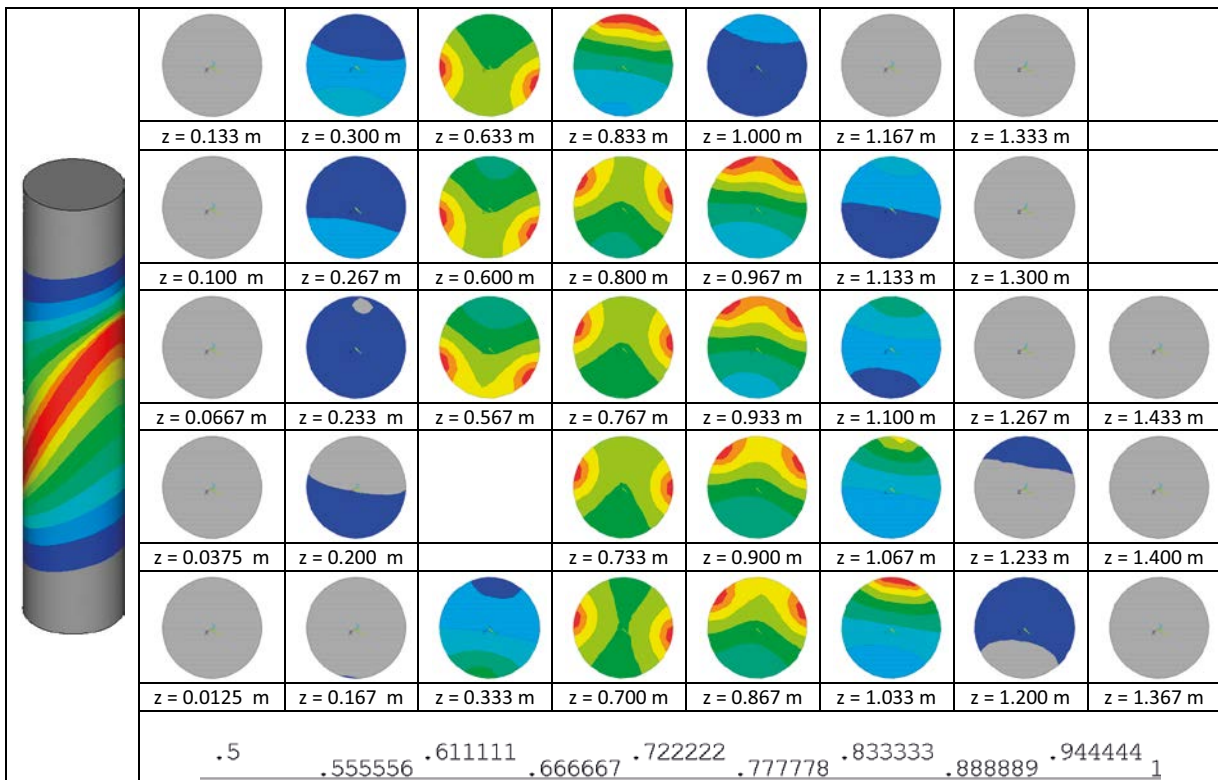 z = 0.133 m z = 0.300 m z = 0.633 m z = 0.833 m z = 1.000 m z = 1.167 m z = 1.333 m
z = 0.100 m z = 0.267 m z = 0.600 m z = 0.800 m z = 0.967 m z = 1.133 m z = 1.300 m
z = 0.0667 m z = 0.233 m z = 0.567 m z = 0.767 m z = 0.933 m z = 1.100 m z = 1.267 m z = 1.433 m
z = 0.0375 m z = 0.200 m z = 0.733 m z = 0.900 m z = 1.067 m z = 1.233 m z = 1.400 m
z = 0.0125 m z = 0.167 m z = 0.333 m z = 0.700 m z = 0.867 m z = 1.033 m z = 1.200 m z = 1.367 m
.5 .611111 .722222 .833333 .944444
.555556 .666667 .777778 .888889 1